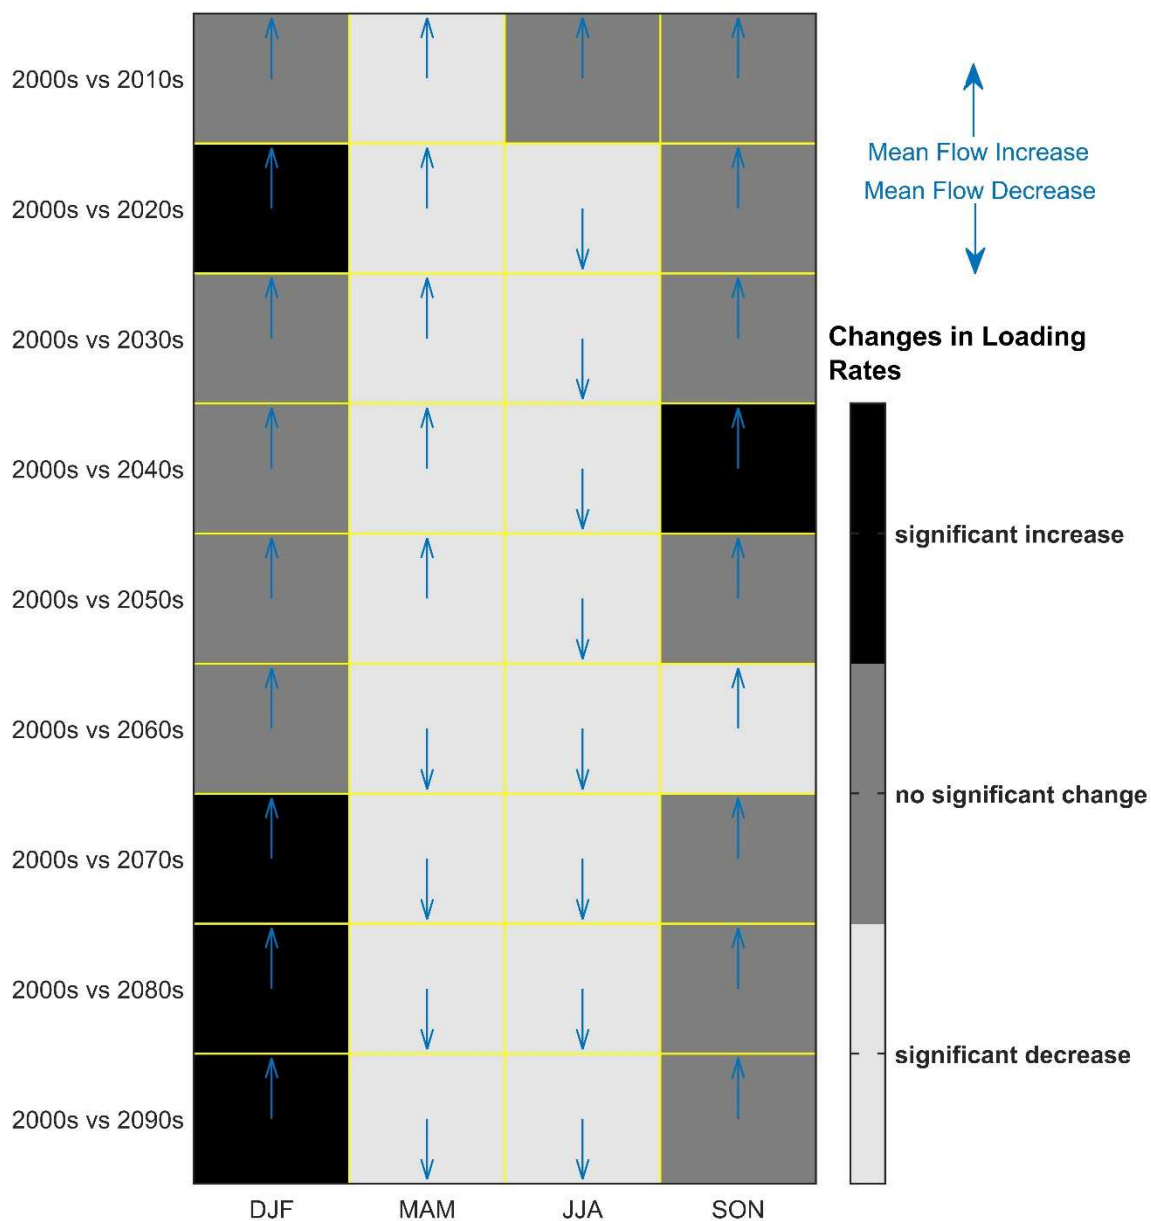 2000s vs 2010s
2000s vs 2020s
2000s vs 2030s
2000s vs 2040s
2000s vs 2050s
2000s vs 2060s
2000s vs 2070s
2000s vs 2080s
2000s vs 2090s
DJF
MAM
JJA
SON
Mean Flow Increase
Mean Flow Decrease
Changes in Loading
Rates
significant increase
no significant change
significant decrease